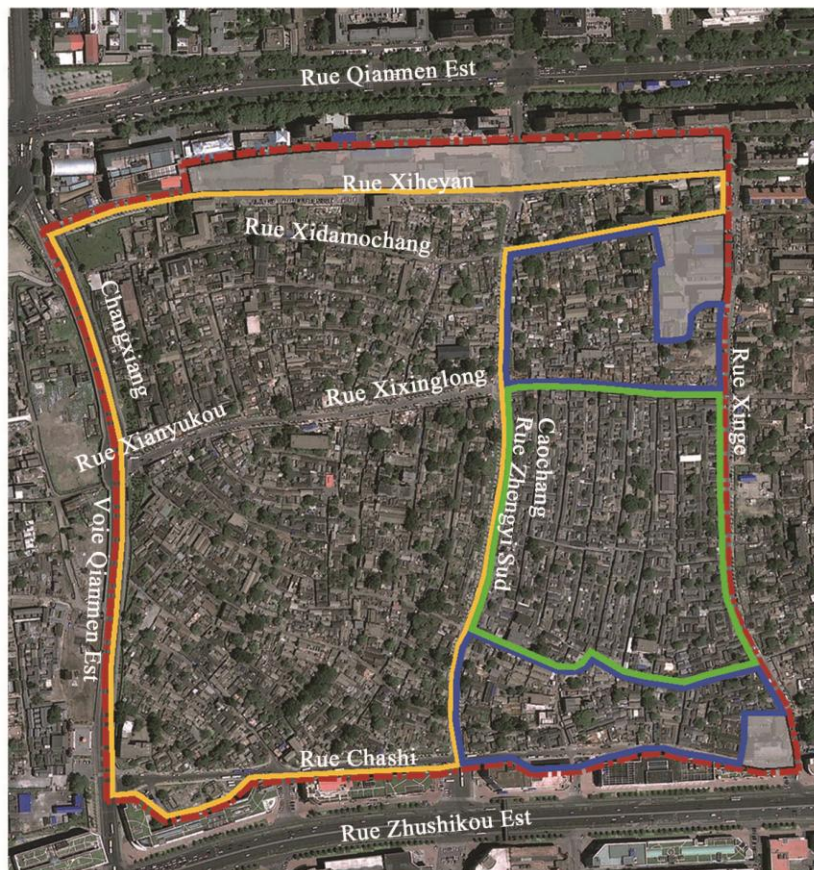 Rue Qianmen Est
Rue Xiheyan
Rue Xidamochang
Changxiang
Rue Xixinglong
Rue Xianyukou
Rue Xinge
Caochang
Rue Zhengyi Sud
Voie Qianmen Est
Rue Chashi
Rue Zhushikou Est